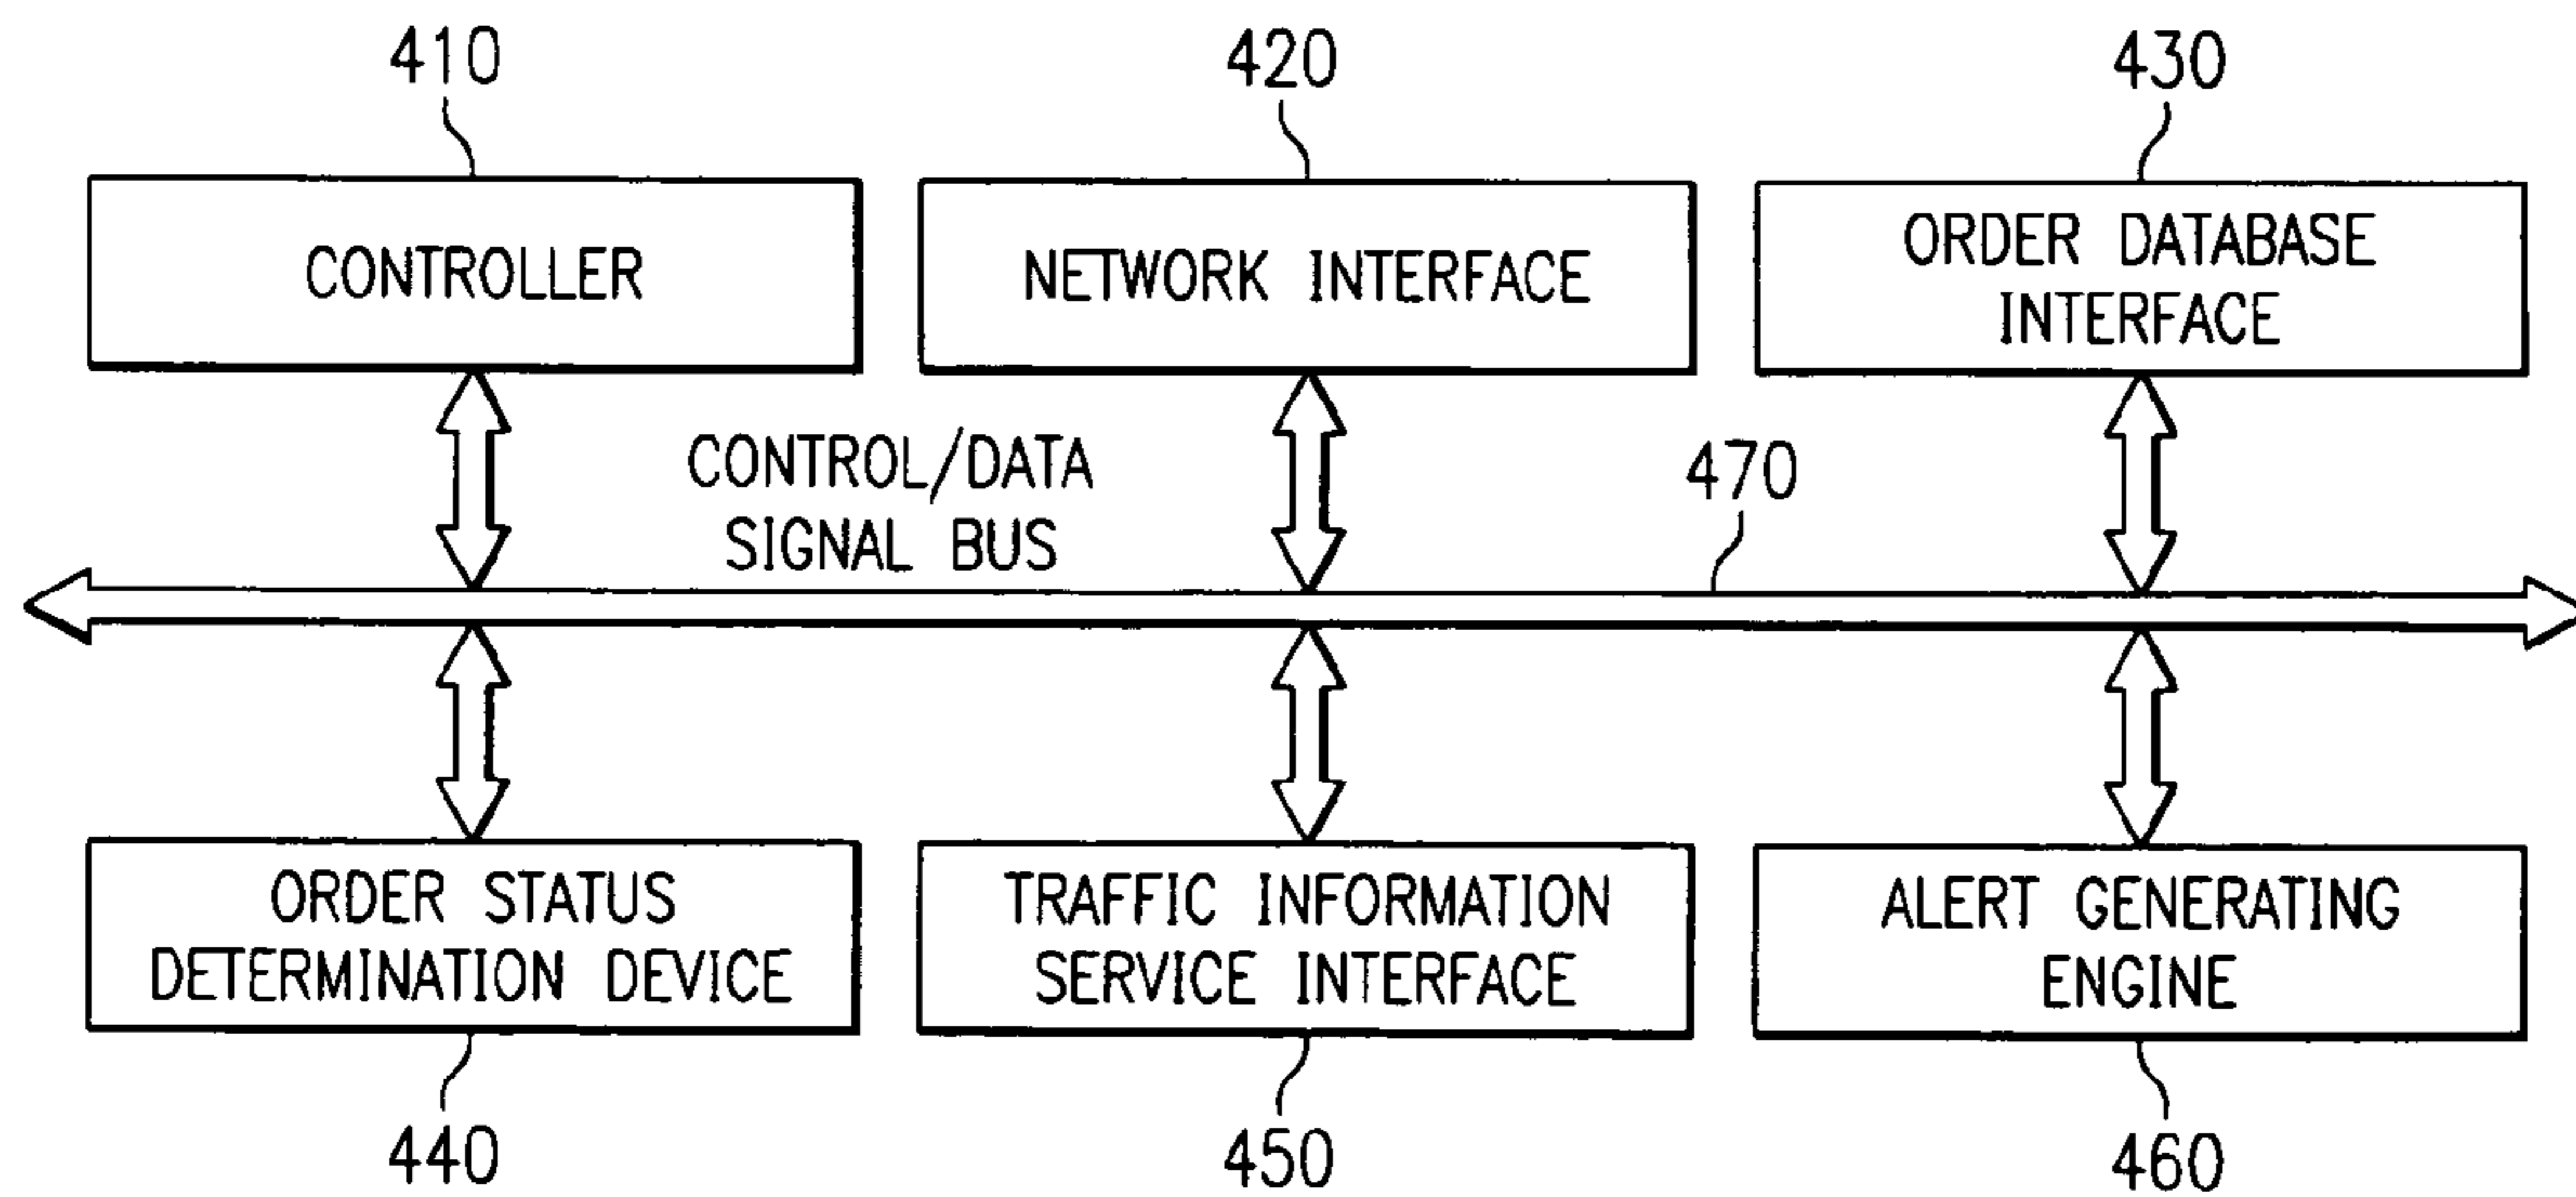 410
420
430
CONTROLLER
NETWORK INTERFACE
ORDER DATABASE
INTERFACE
CONTROL/DATA
SIGNAL BUS
470
ORDER STATUS
DETERMINATION DEVICE
TRAFFIC INFORMATION
SERVICE INTERFACE
ALERT GENERATING
ENGINE
440
450
460